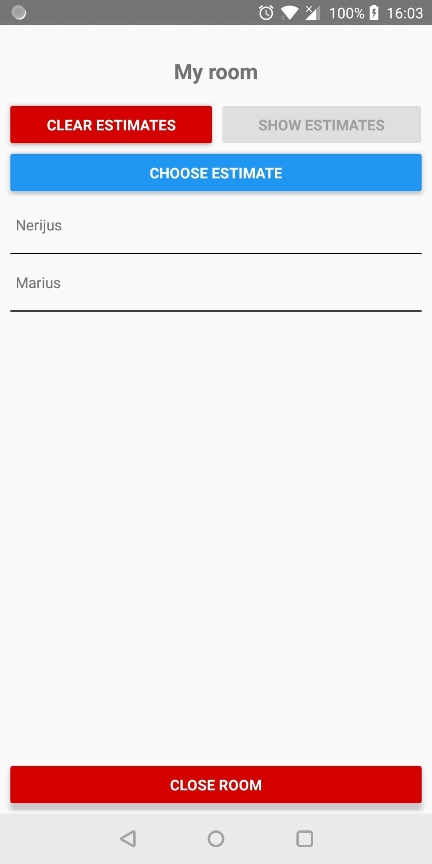 100% 16:03
My room
CLEAR ESTIMATES SHOW ESTIMATES
CHOOSE ESTIMATE
Nerijus
Marius
CLOSE ROOM